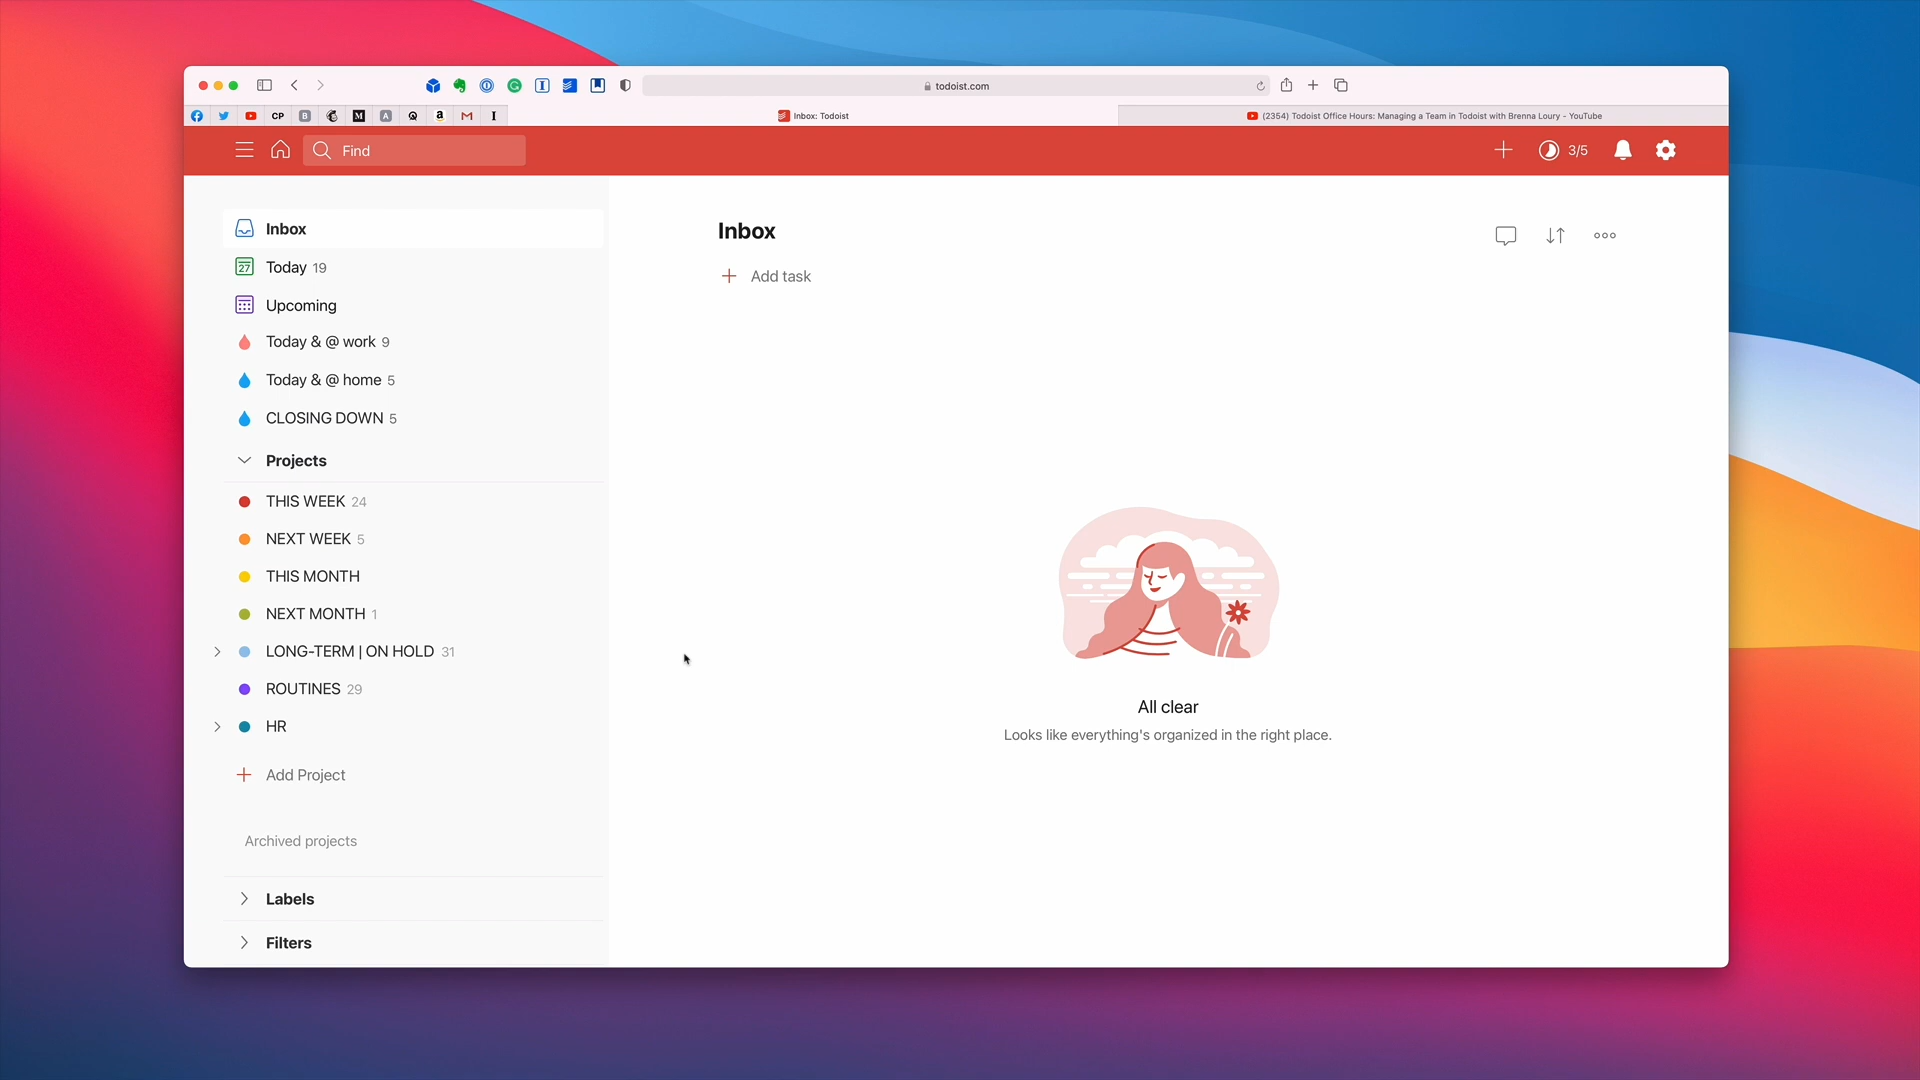 todoist.com
CP
B
M
A
a
I
Inbox: Todoist
(2354) Todoist Office Hours: Managing a Team in Todoist with Brenna Loury - YouTube
Find
3/5
Inbox
27
Today 19
Upcoming
Today & @ work 9
Today & @ home 5
CLOSING DOWN 5
Projects
THIS WEEK 24
NEXT WEEK 5
THIS MONTH
NEXT MONTH 1
LONG-TERM | ON HOLD 31
ROUTINES 29
HR
Add Project
Archived projects
Labels
Filters
Inbox
Add task
All clear
Looks like everything's organized in the right place.